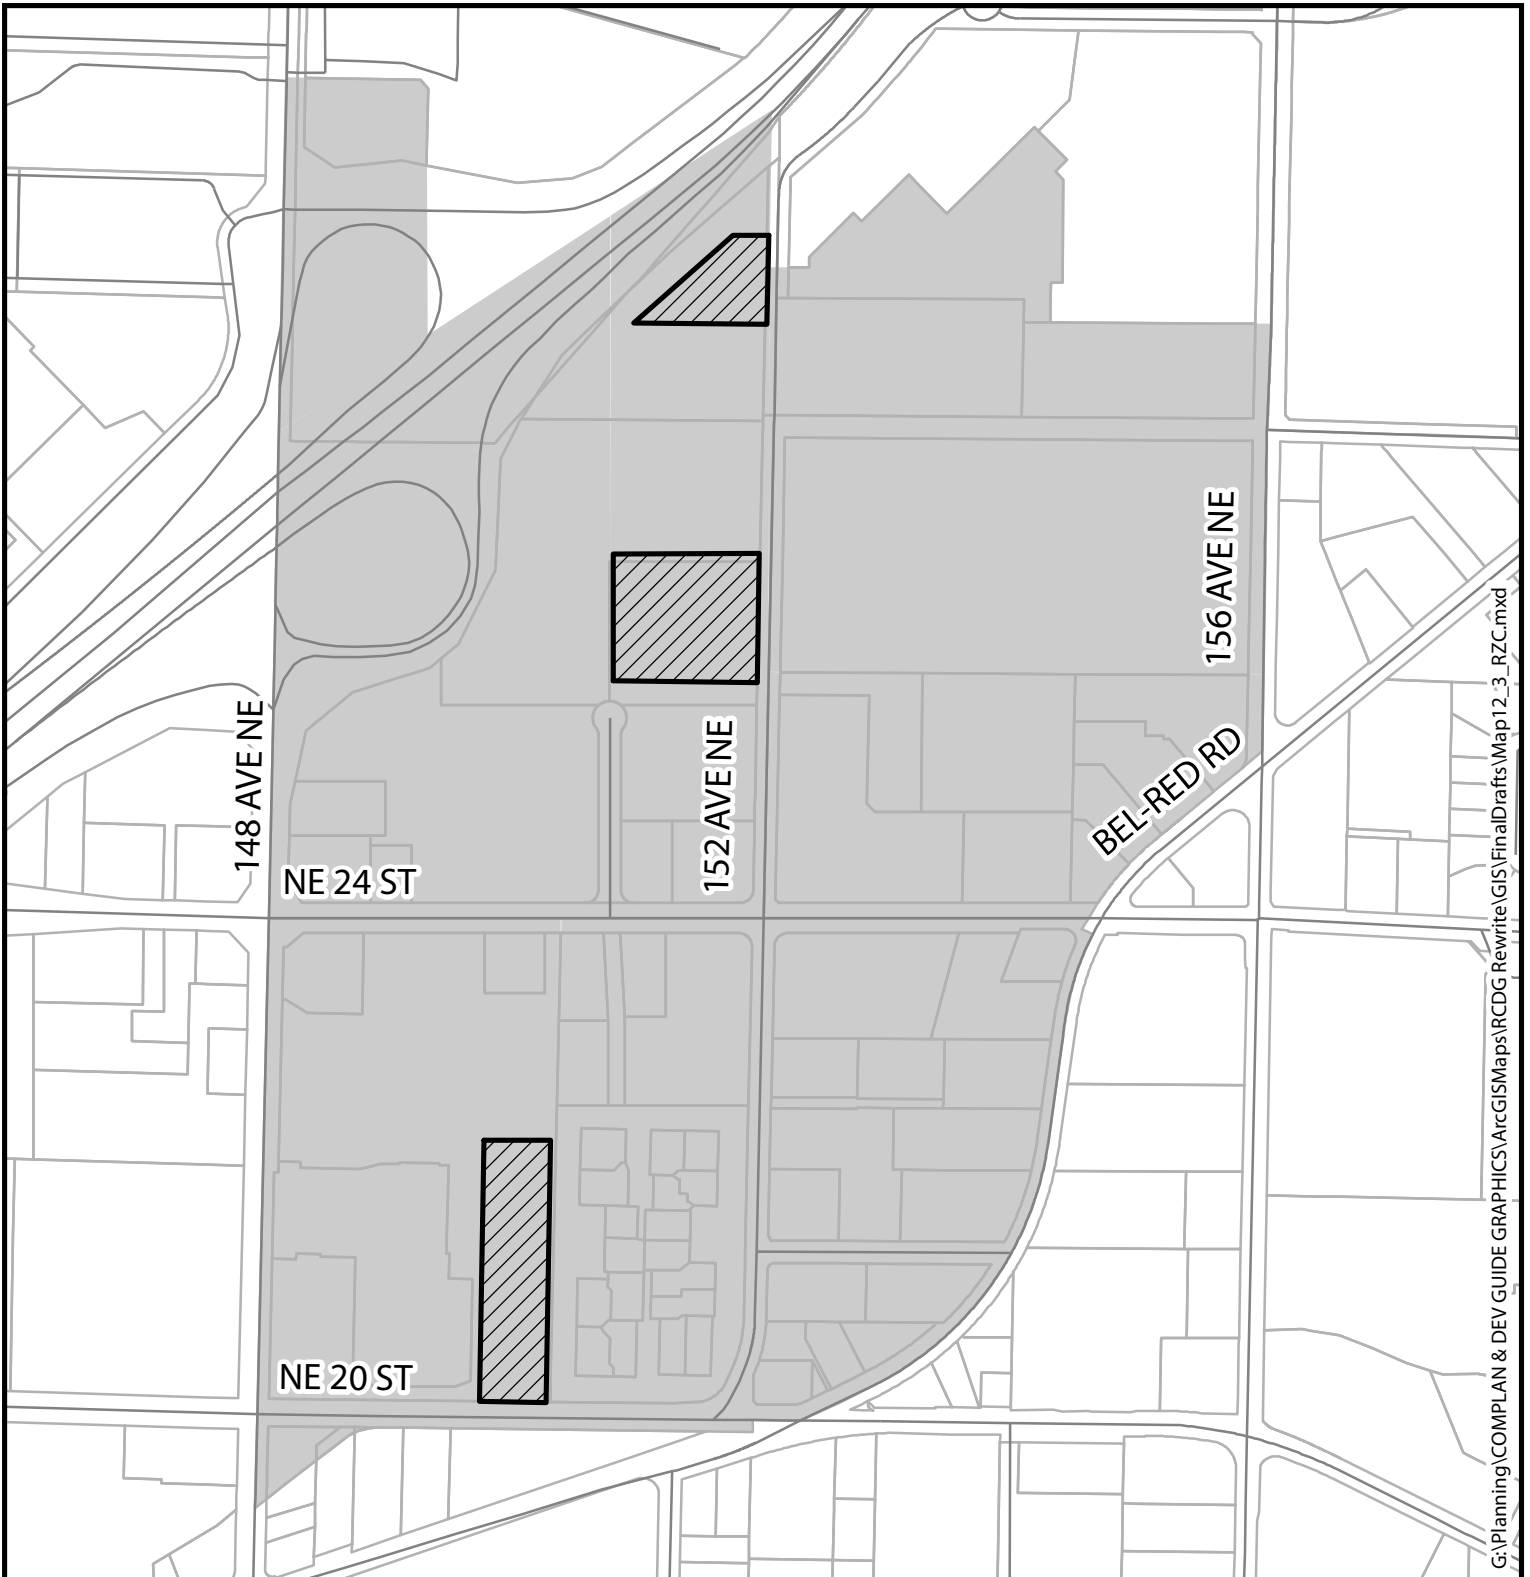 156 AVE NE
148 AVE NE
152 AVE NE
BEL-RED RD
NE 24 ST
NE 20 ST
G:\Planning\COMPLAN & DEV GUIDE GRAPHICS\ArcGISMaps\RCDG Rewrite\GIS\FinalDrafts\Map12_3_RZC.mxd